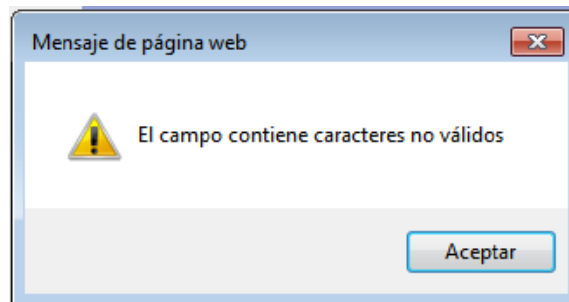 Mensaje de página web
El campo contiene caracteres no válidos
Aceptar